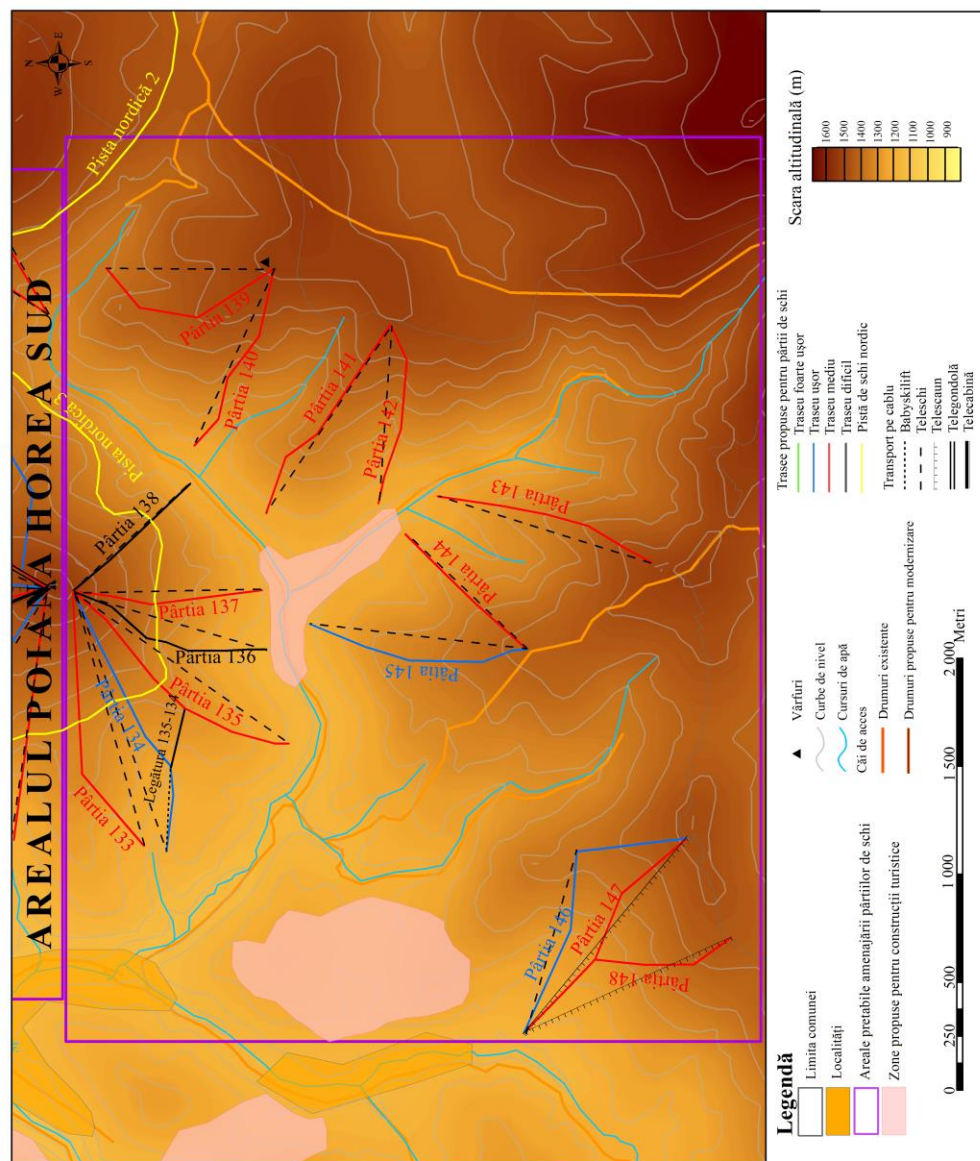 AREALUL POIANA HOREA SUD
N
E
S
W
Pista nordică 2
Pista nordică 3
Pârtia 133
Pârtia 134
Legătura 135-134
Pârtia 135
Pârtia 136
Pârtia 137
Pârtia 138
Pârtia 139
Pârtia 140
Pârtia 141
Pârtia 142
Pârtia 143
Pârtia 144
Pâtia 145
Pârtia 146
Pârtia 147
Pârtia 148
Legendă
Limita comunei
Localități
Areale pretabile amenajării pârtiilor de schi
Zone propuse pentru construcții turistice
Vârfuri
Curbe de nivel
Cursuri de apă
Căi de acces
Drumuri existente
Drumuri propuse pentru modernizare
Trasee propuse pentru pârtii de schi
Traseu foarte ușor
Traseu ușor
Traseu mediu
Traseu dificil
Pistă de schi nordic
Transport pe cablu
Babyskilift
Teleschi
Telescaun
Telegondolă
Telecabină
Scara altitudinală (m)
1600
1500
1400
1300
1200
1100
1000
900
0 250 500 1 000 1 500 2 000
Metri